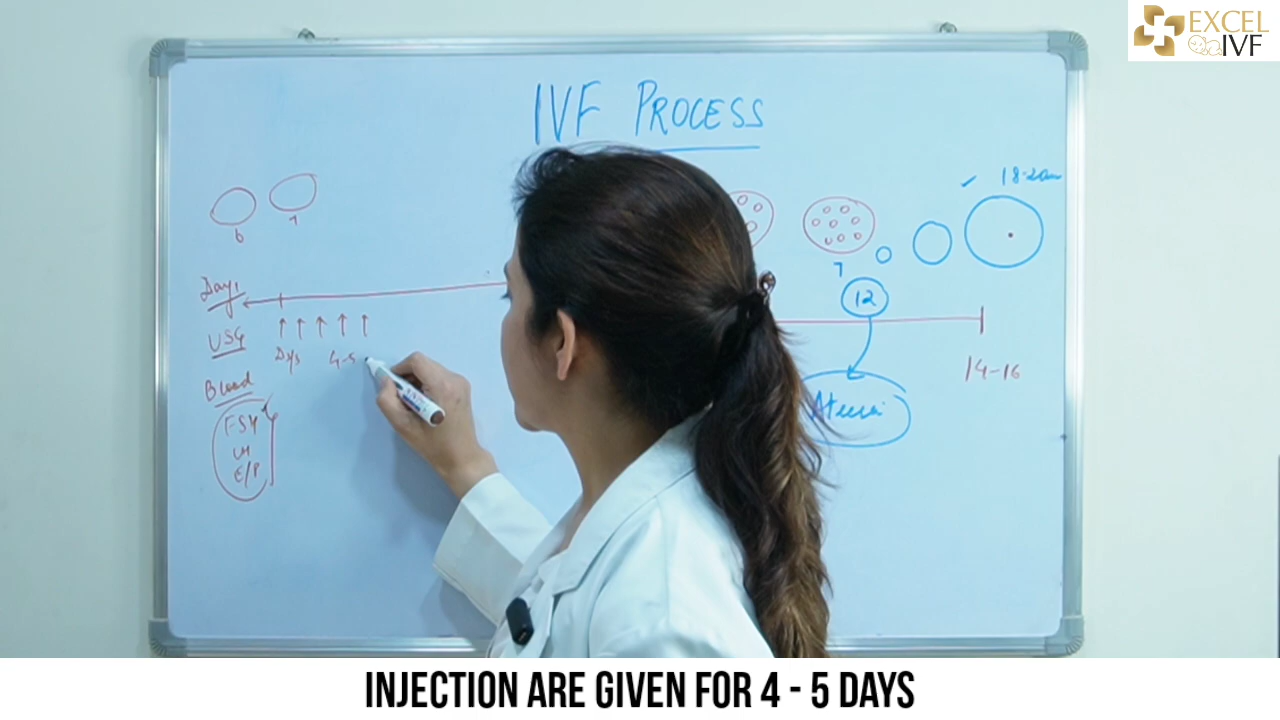 EXCEL
IVF
IVF PROCESS
18-20
6
7
Day 1
USG
Blood
FSH
LH
E/P
4-5
7
12
14-16
INJECTION ARE GIVEN FOR 4 - 5 DAYS